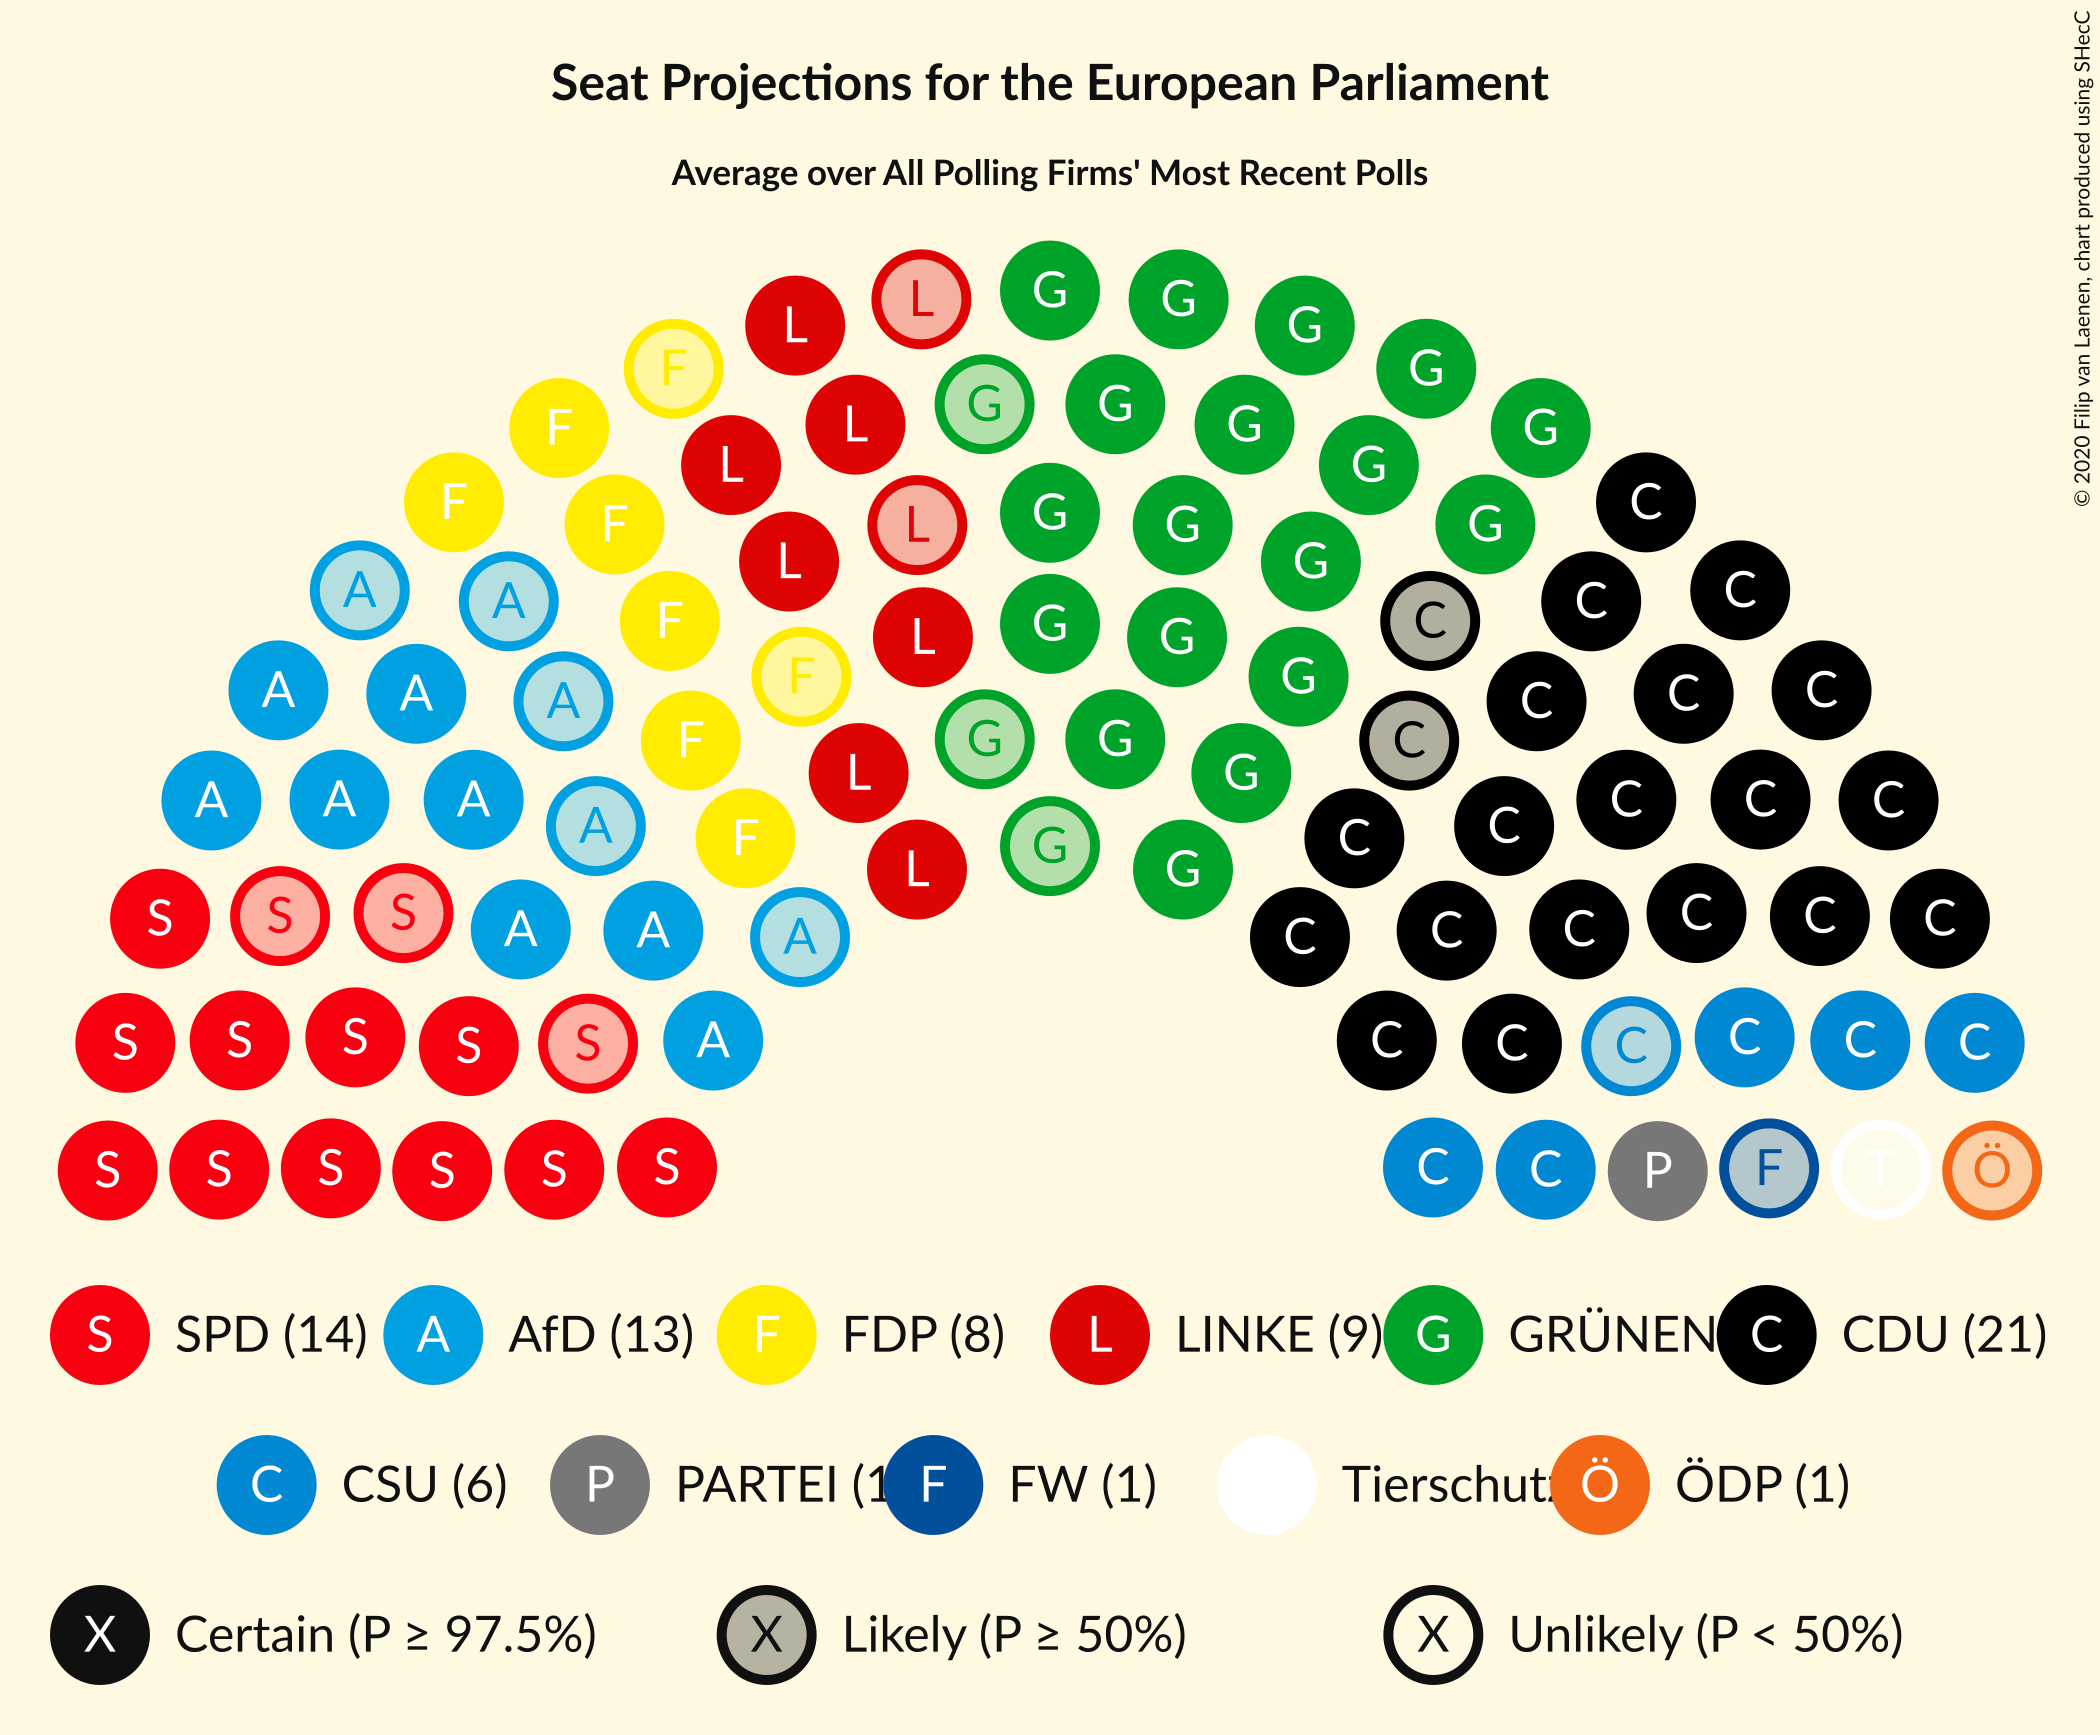 Seat Projections for the European Parliament
Average over All Polling Firms' Most Recent Polls
© 2020 Filip van Laenen, chart produced using SHecC
L G G G
F L G
F L G G G G
F L G G
F L G G C
F L G G G
A A F L G G C C
A F L G G C C
A A A F G G G C C C
A A A A F L G C C C C C
S S S A A A L G G C C C C C C C
S S S S S A C C C C C C
S S S S S S C C P F T Ö
S SPD (14) A AfD (13) F FDP (8) L LINKE (9) G GRÜNEN C CDU (21)
C CSU (6) P PARTEI (1 F FW (1) Tierschutz Ö ÖDP (1)
X Certain (P ≥ 97.5%) X Likely (P ≥ 50%) X Unlikely (P < 50%)